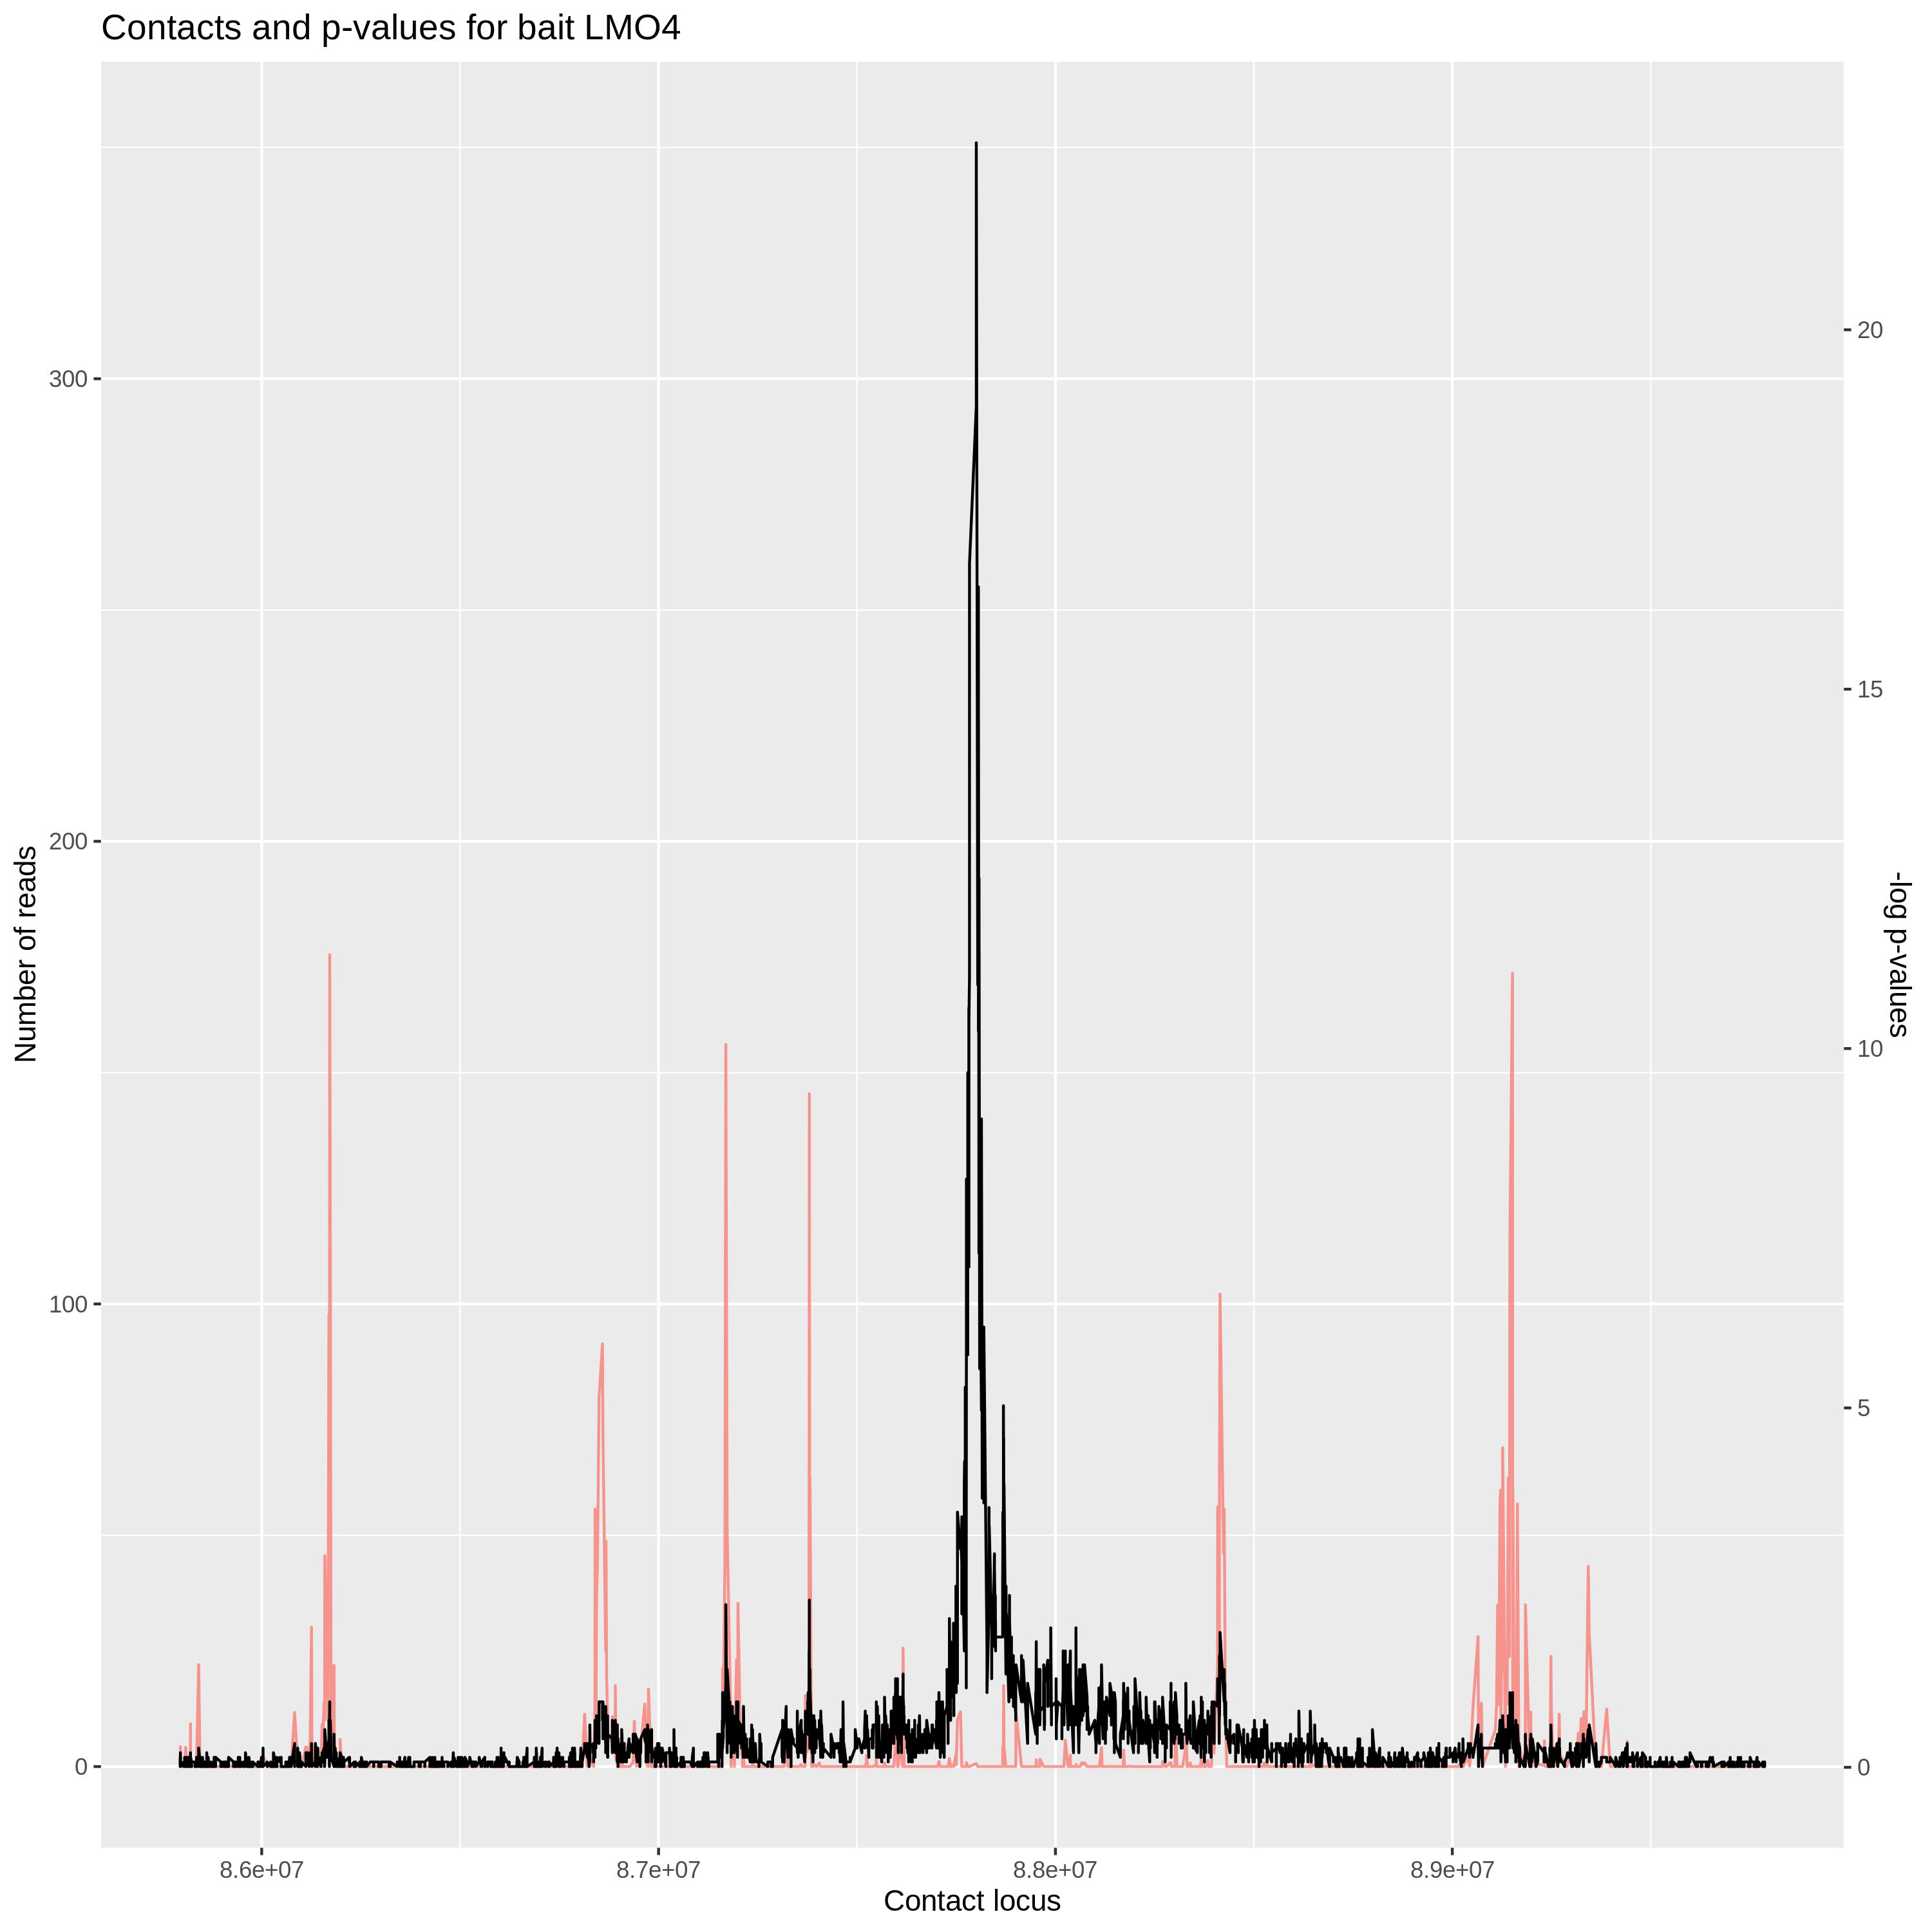 Contacts and p-values for bait LMO4
Number of reads
300
200
100
0
20
15
10
5
0
-log p-values
8.6e+07
8.7e+07
8.8e+07
8.9e+07
Contact locus